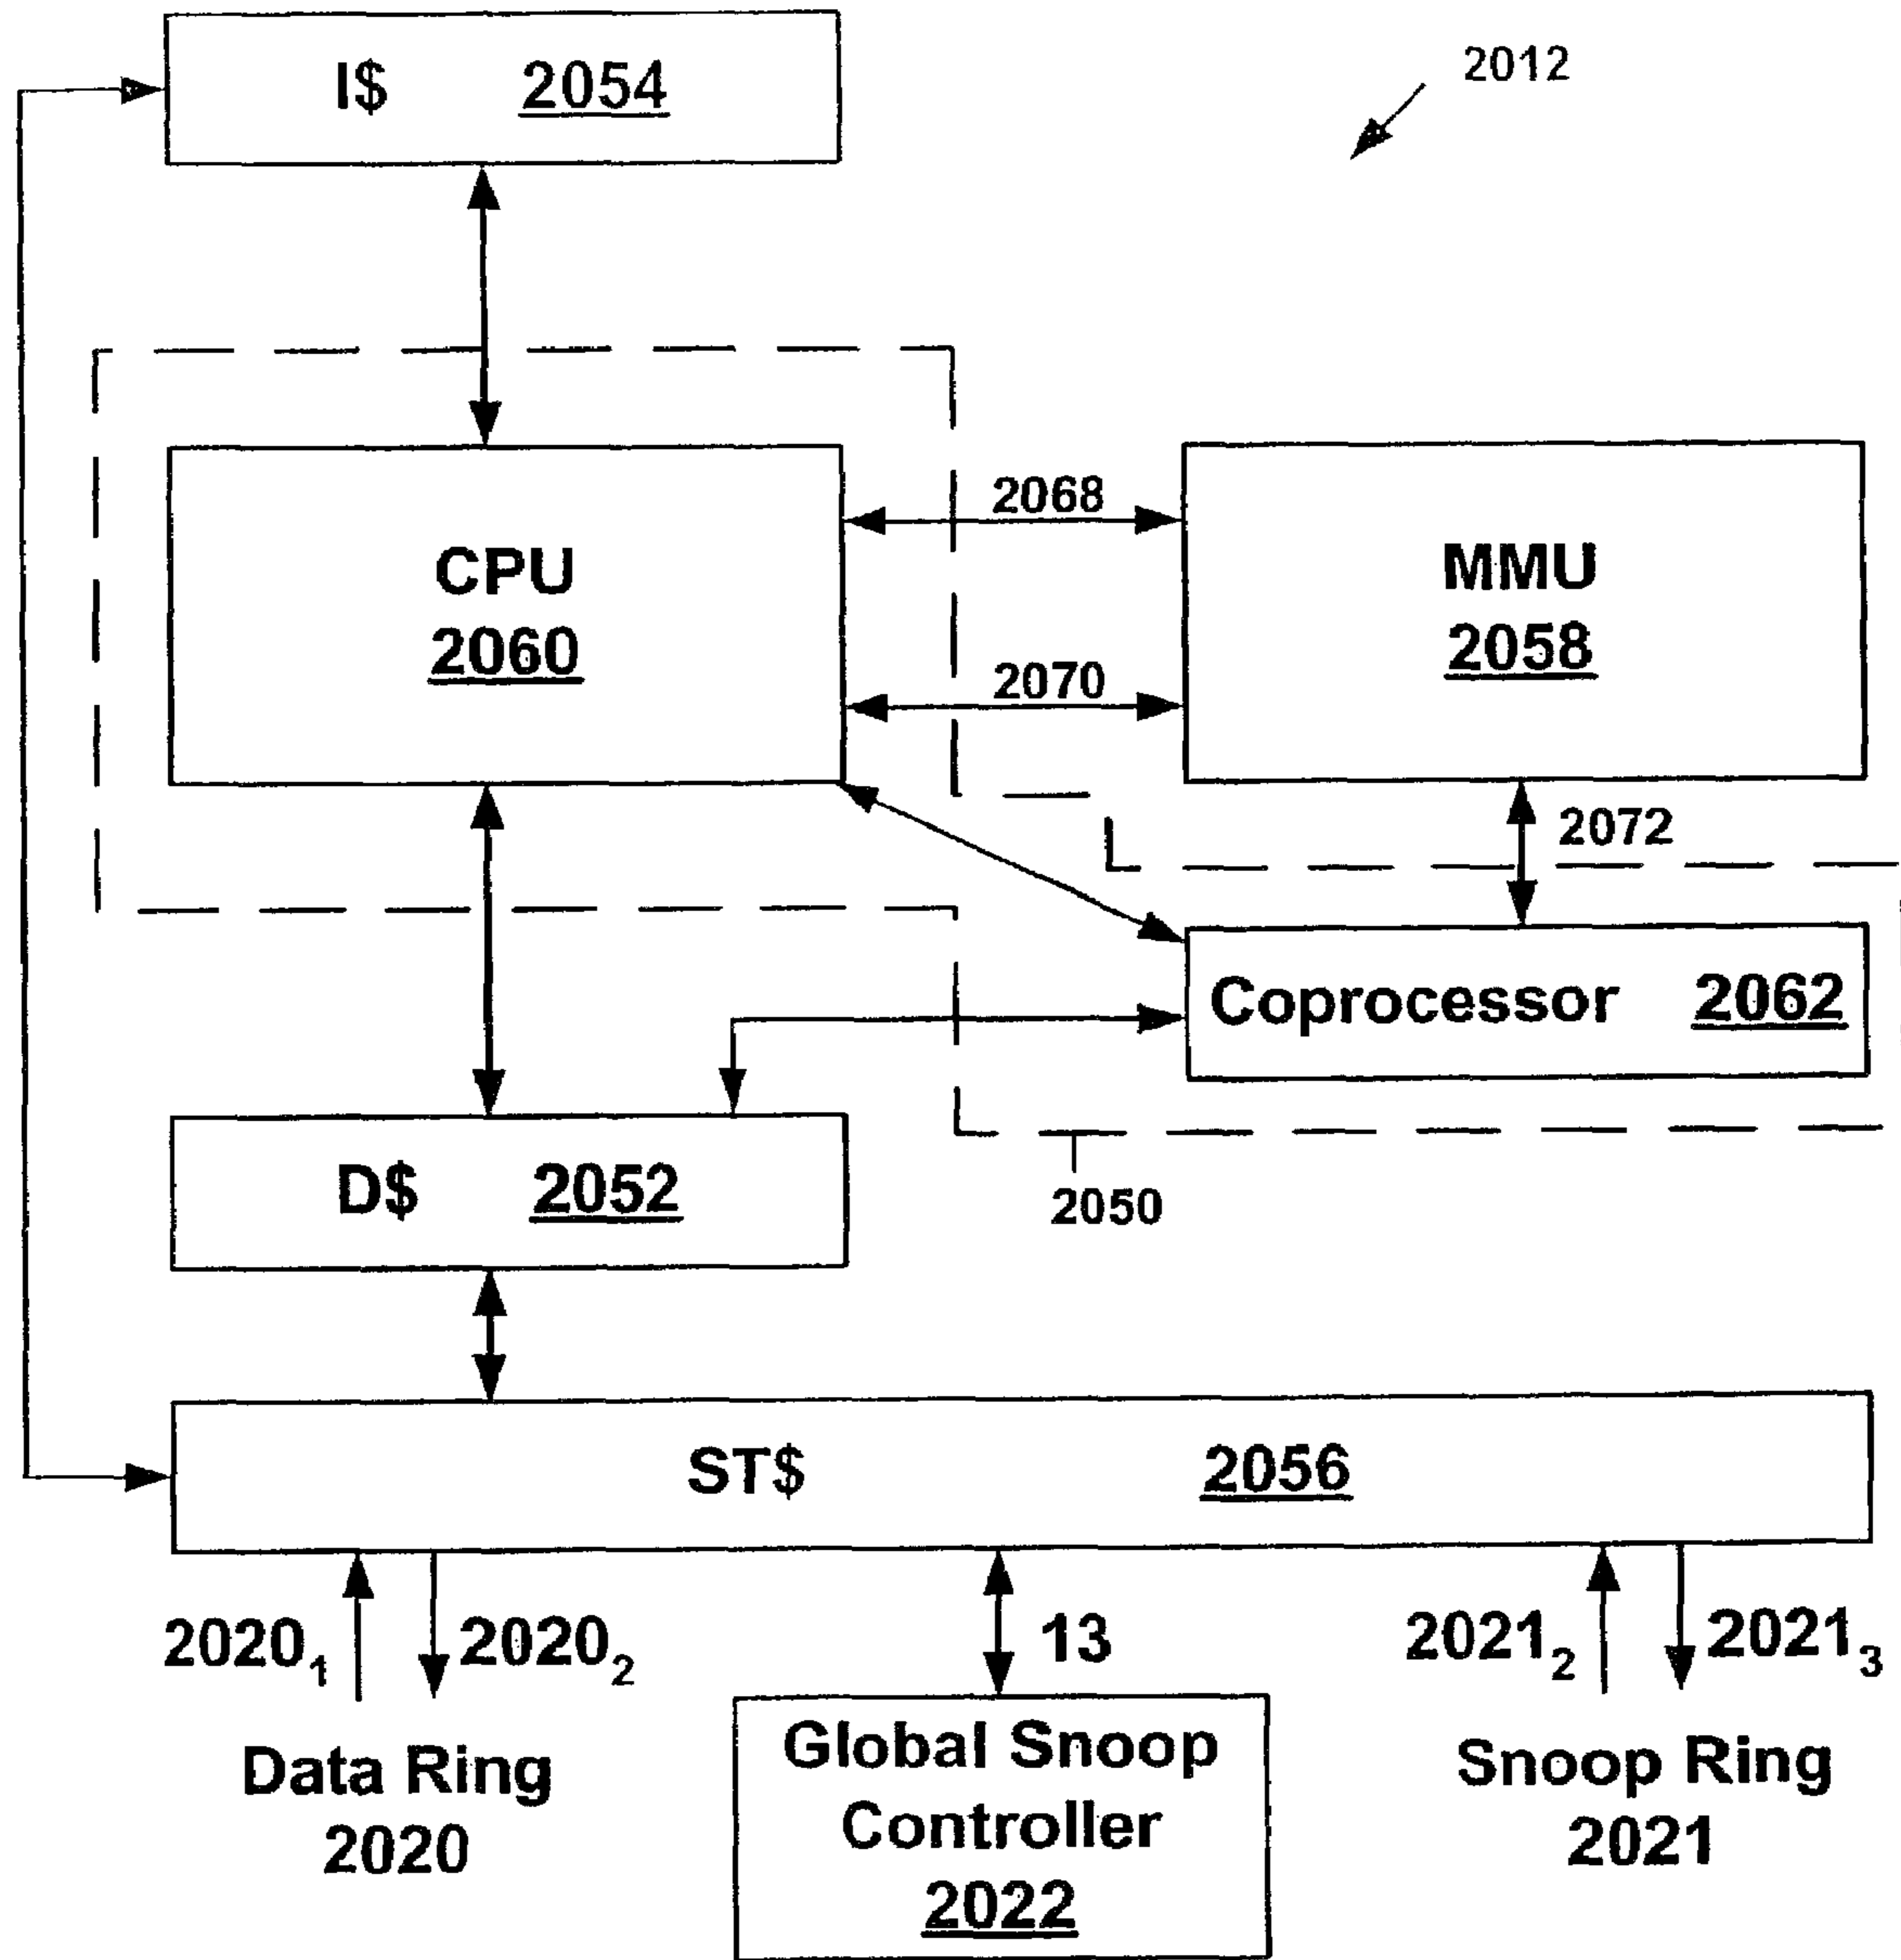 I$ 2054
2012
CPU
2060
2068
2070
MMU
2058
2072
Coprocessor 2062
D$ 2052
2050
ST$ 2056
2020₁
2020₂
13
2021₂
2021₃
Data Ring
2020
Global Snoop
Controller
2022
Snoop Ring
2021